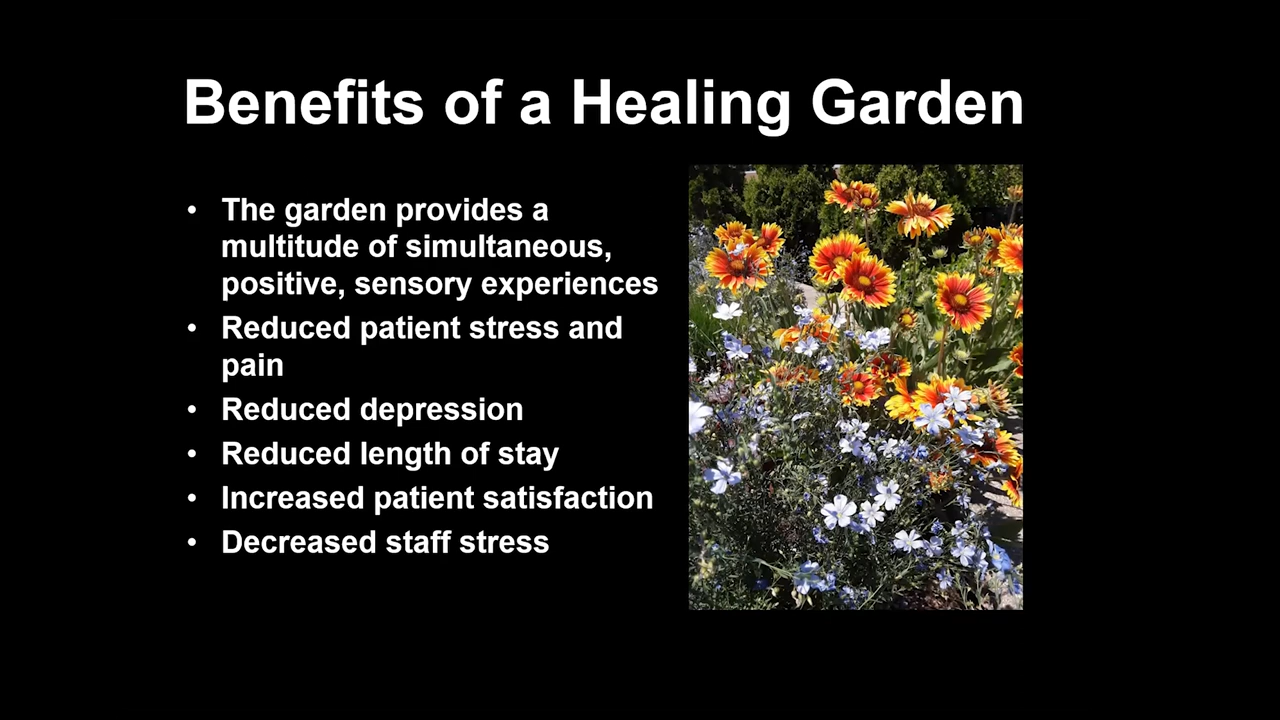 Benefits of a Healing Garden
• The garden provides a
multitude of simultaneous,
positive, sensory experiences
• Reduced patient stress and
pain
• Reduced depression
• Reduced length of stay
• Increased patient satisfaction
• Decreased staff stress